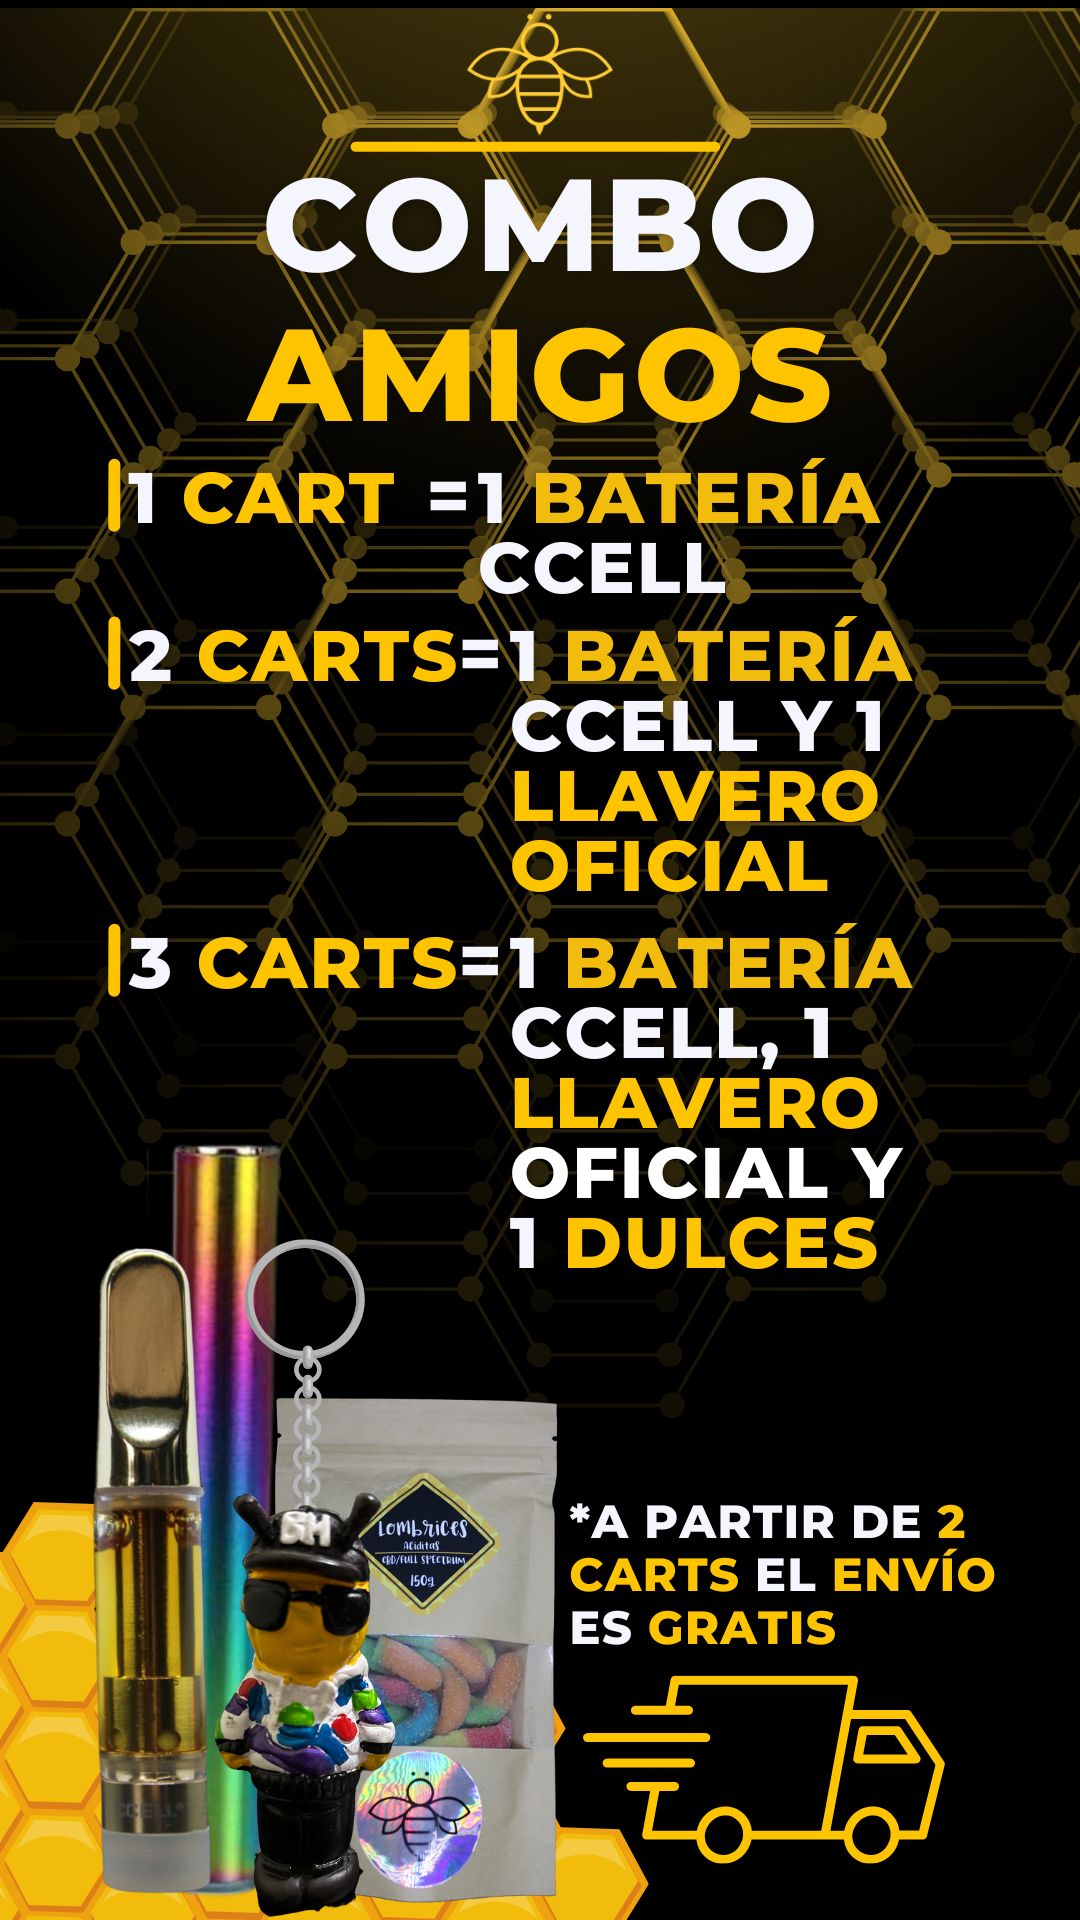 COMBO
AMIGOS
1 CART =1 BATERÍA
CCELL
2 CARTS=1 BATERÍA
CCELL Y 1
LLAVERO
OFICIAL
3 CARTS=1 BATERÍA
CCELL, 1
LLAVERO
OFICIAL Y
1 DULCES
*A PARTIR DE 2
CARTS EL ENVÍO
ES GRATIS
Lombrices
Aciditas
CBD/FULL SPECTRUM
150g
CCELL